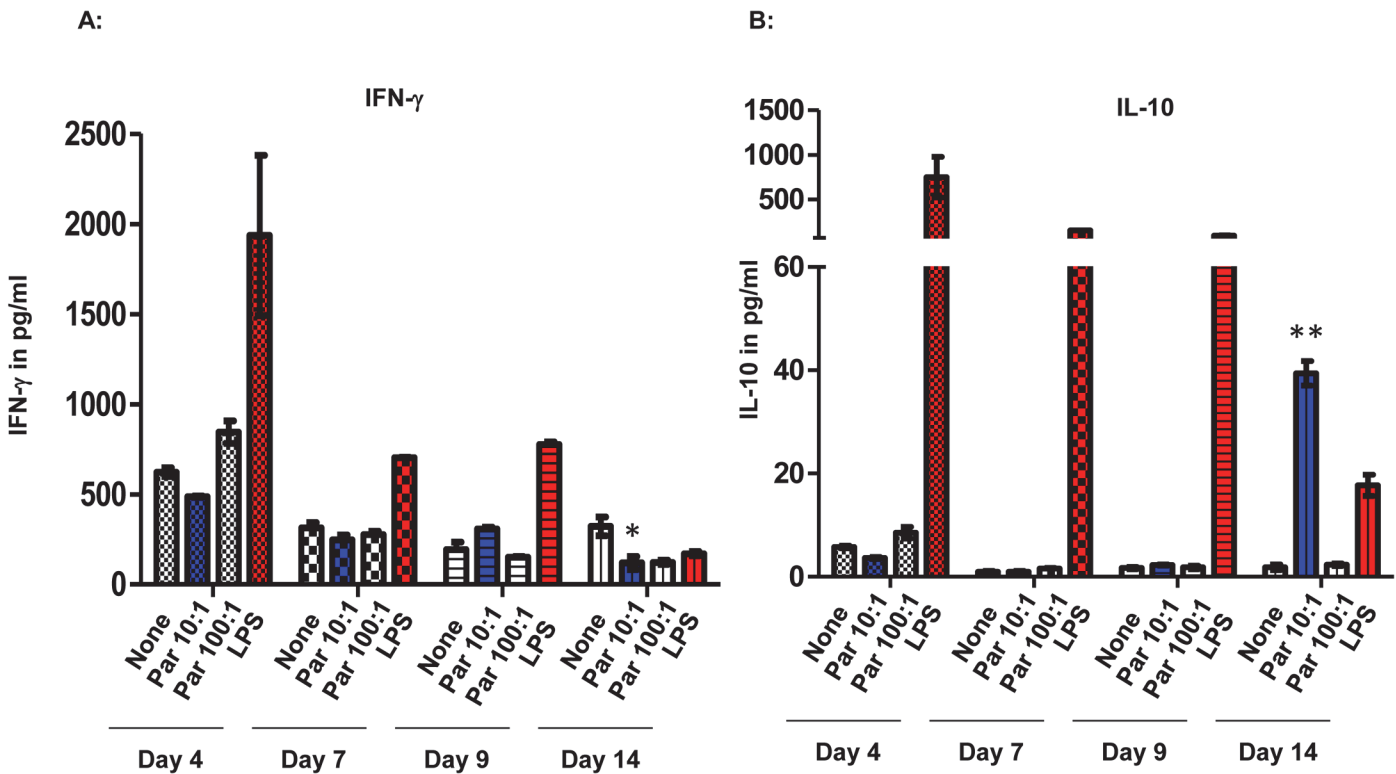 A:
IFN-γ
IFN-γ in pg/ml
2500
2000
1500
1000
500
0
*
None
Par 10:1
Par 100:1
LPS
None
Par 10:1
Par 100:1
LPS
None
Par 10:1
Par 100:1
LPS
None
Par 10:1
Par 100:1
LPS
Day 4
Day 7
Day 9
Day 14
B:
IL-10
IL-10 in pg/ml
1500
1000
500
60
40
20
0
**
None
Par 10:1
Par 100:1
LPS
None
Par 10:1
Par 100:1
LPS
None
Par 10:1
Par 100:1
LPS
None
Par 10:1
Par 100:1
LPS
Day 4
Day 7
Day 9
Day 14